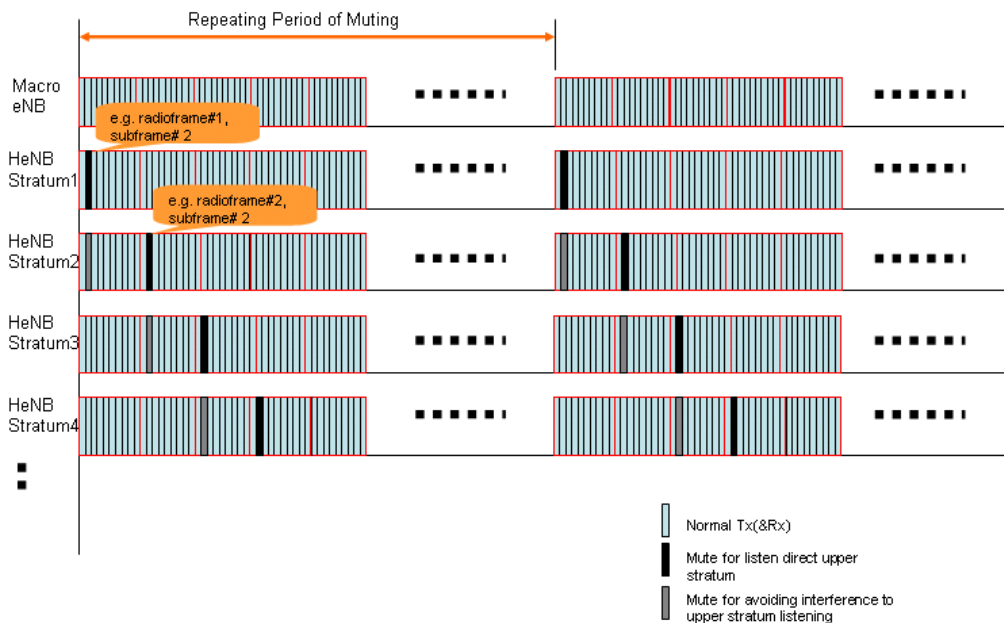 Repeating Period of Muting
Macro
eNB
e.g. radioframe#1,
subframe# 2
HeNB
Stratum1
e.g. radioframe#2,
subframe# 2
HeNB
Stratum2
HeNB
Stratum3
HeNB
Stratum4
Normal Tx(&Rx)
Mute for listen direct upper
stratum
Mute for avoiding interference to
upper stratum listening